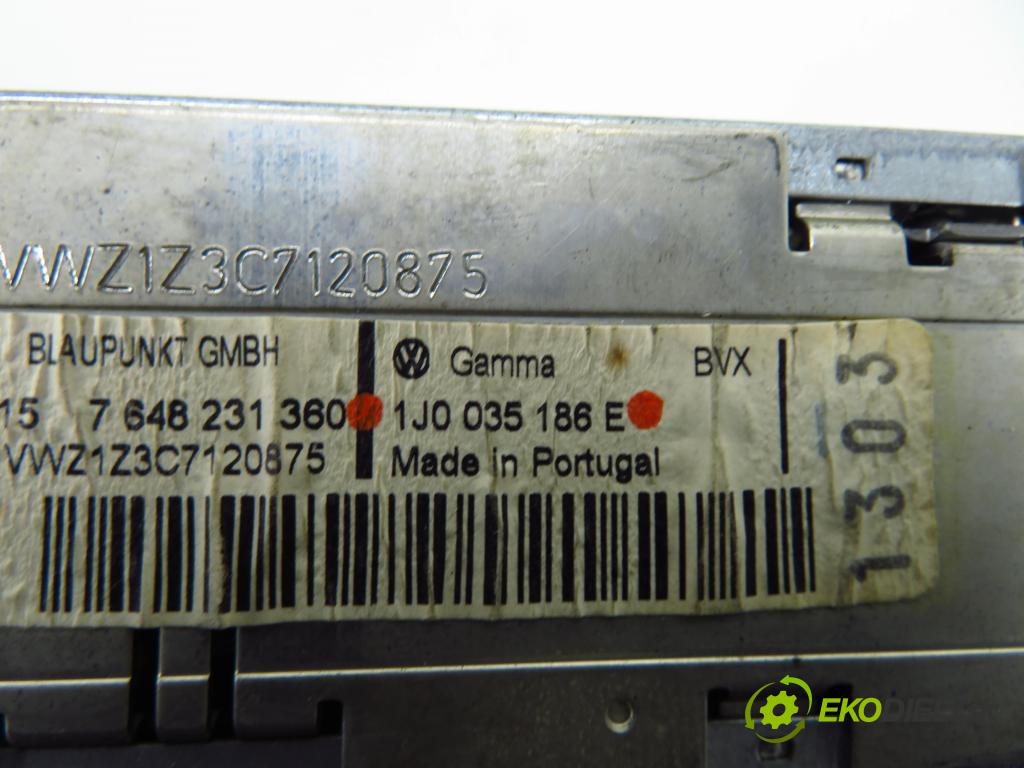 VWZ1Z3C7120875
BLAUPUNKT GMBH
Gamma
BVX
15 7 648 231 360
1J0 035 186 E
VWZ1Z3C7120875
Made in Portugal
1303
EKODIEL